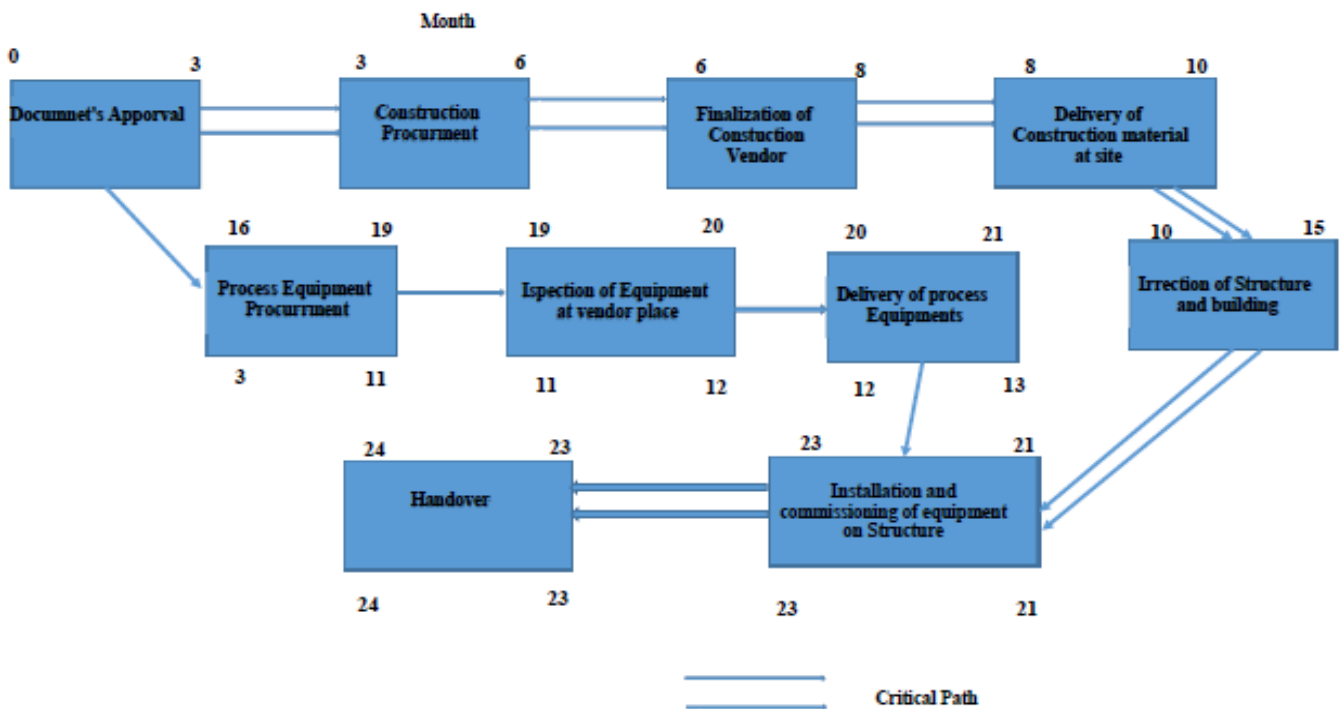 Month
0
3
3
6
6
8
8
10
Documnet's Apporval
Construction
Procurment
Finalization of
Constuction
Vendor
Delivery of
Construction material
at site
16
19
19
20
20
21
10
15
Process Equipment
Procurrment
Ispection of Equipment
at vendor place
Delivery of process
Equipments
Irrection of Structure
and building
3
11
11
12
12
13
24
23
23
21
Handover
Installation and
commissioning of equipment
on Structure
24
23
23
21
Critical Path